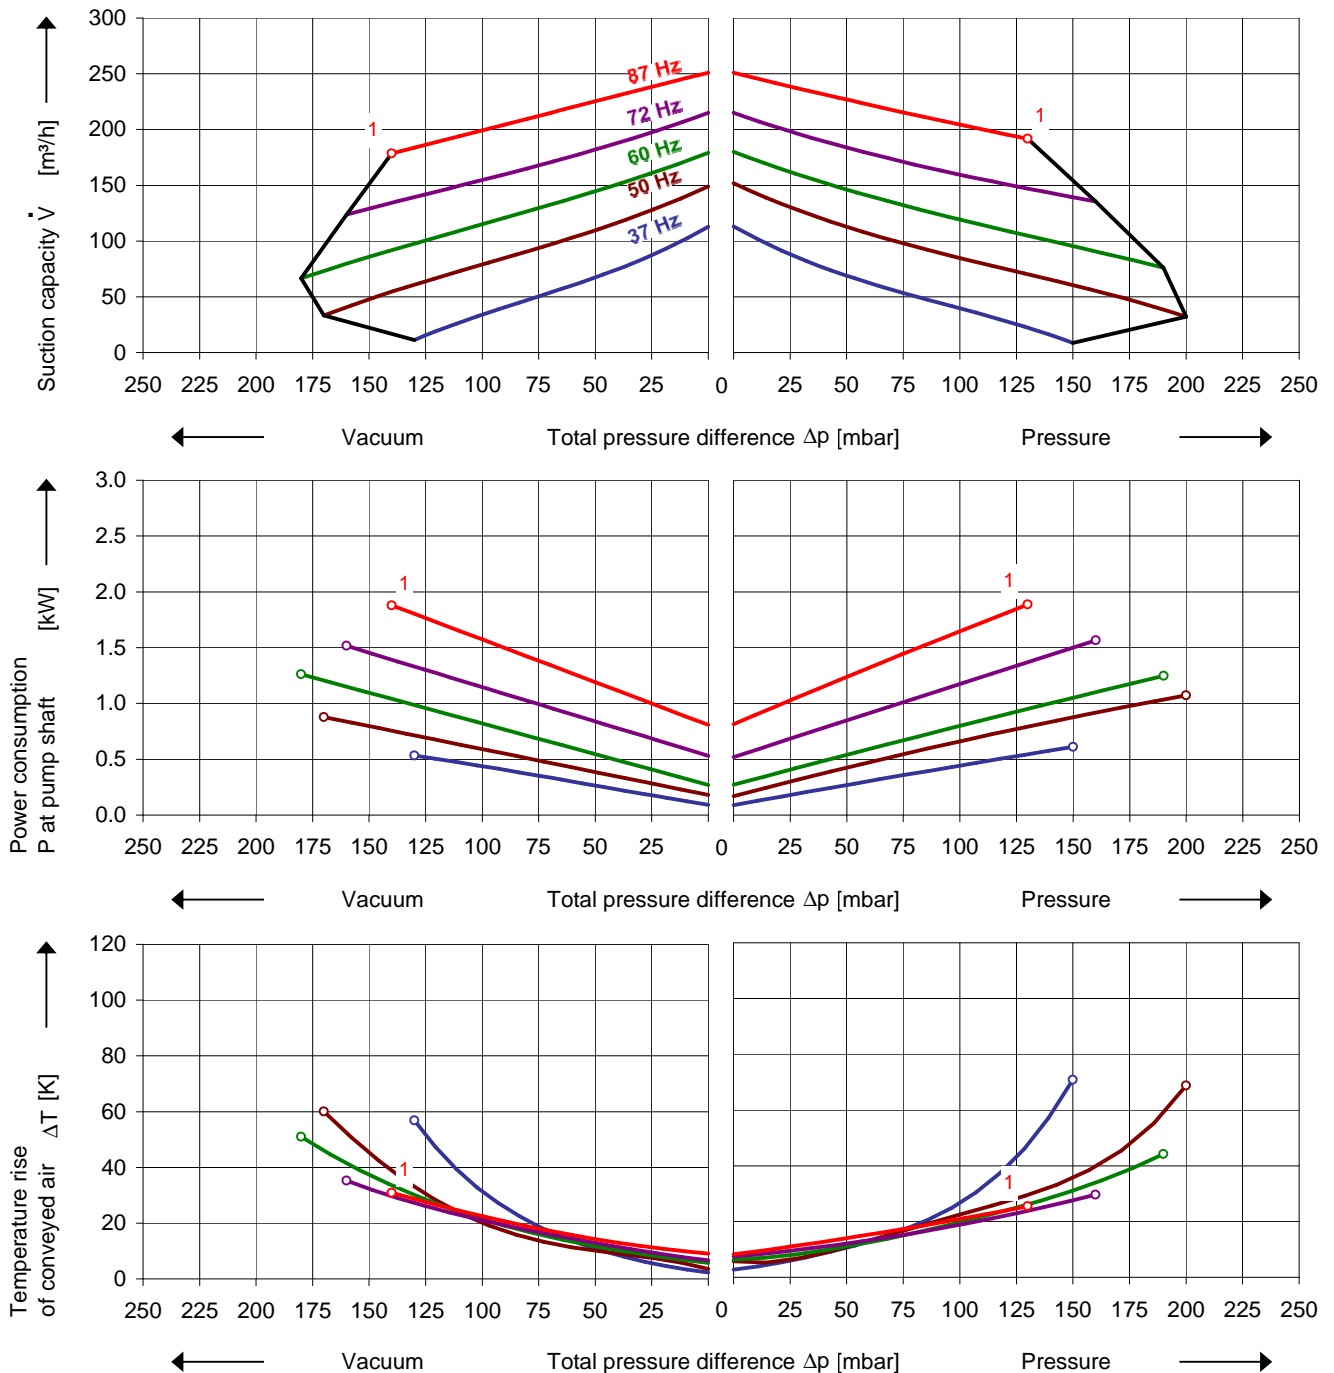 Suction capacity V̇ [m³/h]
300
250
200
150
100
50
0
87 Hz
72 Hz
60 Hz
50 Hz
37 Hz
1
1
250 225 200 175 150 125 100 75 50 25 0 25 50 75 100 125 150 175 200 225 250
Vacuum Total pressure difference Δp [mbar] Pressure
Power consumption
P at pump shaft [kW]
3.0
2.5
2.0
1.5
1.0
0.5
0.0
1
1
250 225 200 175 150 125 100 75 50 25 0 25 50 75 100 125 150 175 200 225 250
Vacuum Total pressure difference Δp [mbar] Pressure
Temperature rise
of conveyed air ΔT [K]
120
100
80
60
40
20
0
1
1
250 225 200 175 150 125 100 75 50 25 0 25 50 75 100 125 150 175 200 225 250
Vacuum Total pressure difference Δp [mbar] Pressure